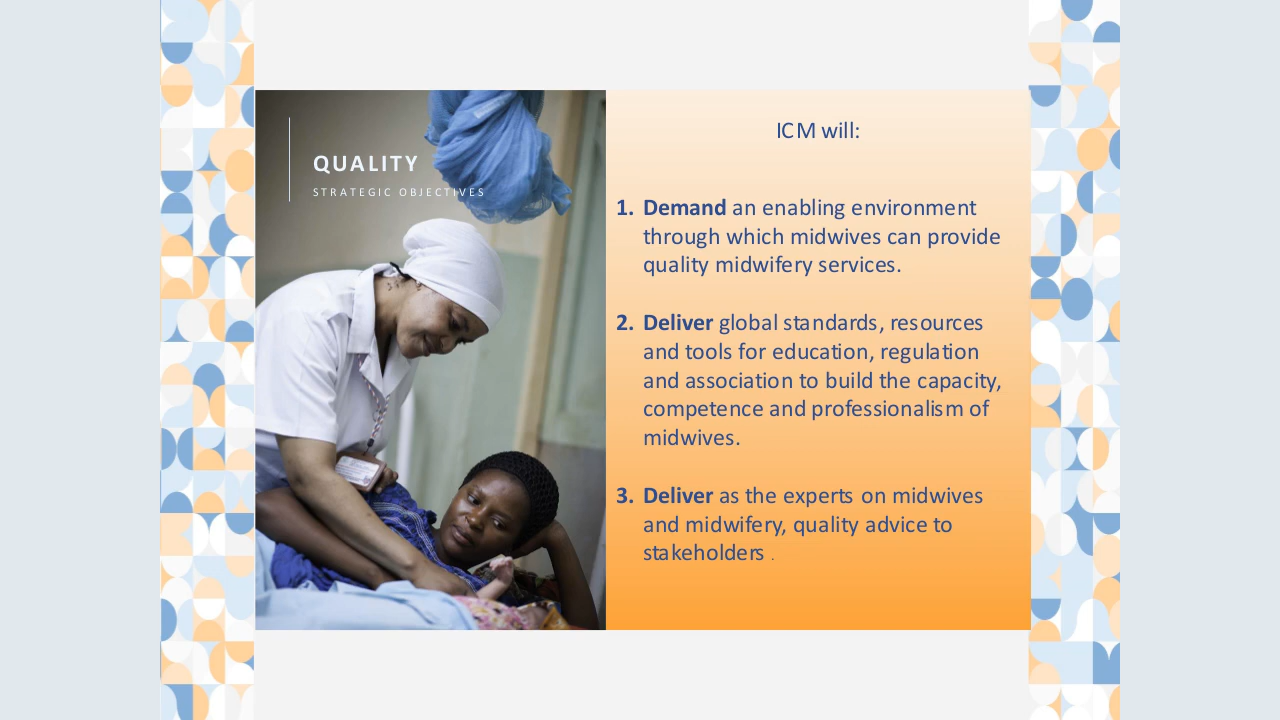 QUALITY
STRATEGIC OBJECTIVES
ICM will:
1. Demand an enabling environment
through which midwives can provide
quality midwifery services.
2. Deliver global standards, resources
and tools for education, regulation
and association to build the capacity,
competence and professionalism of
midwives.
3. Deliver as the experts on midwives
and midwifery, quality advice to
stakeholders .